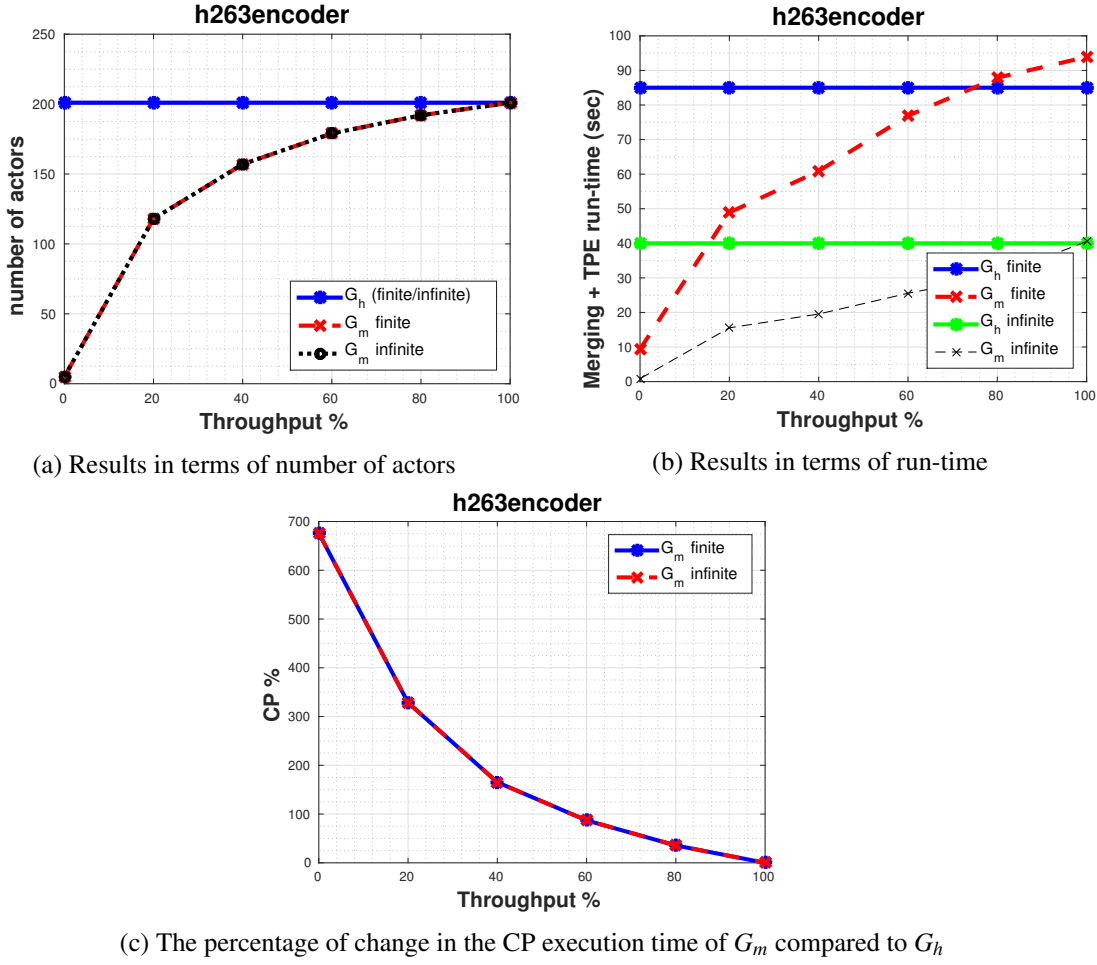 h263encoder
250
200
150
100
50
0
0 20 40 60 80 100
number of actors
Throughput %
G_h (finite/infinite)
G_m finite
G_m infinite
(a) Results in terms of number of actors
h263encoder
100
90
80
70
60
50
40
30
20
10
0
0 20 40 60 80 100
Merging + TPE run-time (sec)
Throughput %
G_h finite
G_m finite
G_h infinite
G_m infinite
(b) Results in terms of run-time
h263encoder
700
600
500
400
300
200
100
0
0 20 40 60 80 100
CP %
Throughput %
G_m finite
G_m infinite
(c) The percentage of change in the CP execution time of G_m compared to G_h